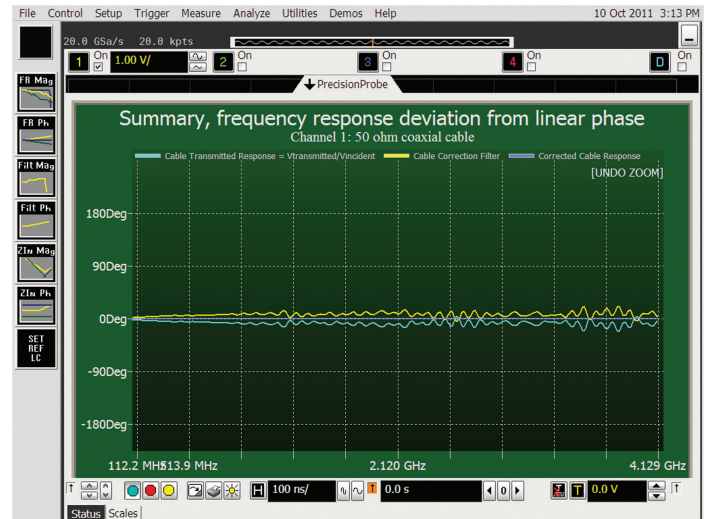 File Control Setup Trigger Measure Analyze Utilities Demos Help 10 Oct 2011 3:13 PM
20.0 GSa/s 20.0 kpts
1 On 1.00 V/ 2 On 3 On 4 On D On
PrecisionProbe
FR Mag
FR Ph
Filt Mag
Filt Ph
ZIn Mag
ZIn Ph
SET
REF
LC
Summary, frequency response deviation from linear phase
Channel 1: 50 ohm coaxial cable
Cable Transmitted Response = Vtransmitted/Vincident Cable Correction Filter Corrected Cable Response
[UNDO ZOOM]
180Deg
90Deg
0Deg
-90Deg
-180Deg
112.2 MHz 513.9 MHz 2.120 GHz 4.129 GHz
H 100 ns/ 0.0 s 0 T 0.0 V
Status Scales